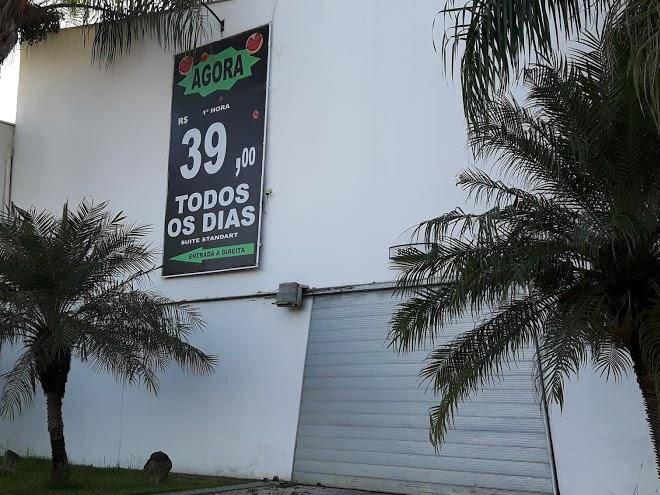 AGORA
1ª HORA
R$ 39,00
TODOS
OS DIAS
SUITE STANDART
ENTRADA A DIREITA